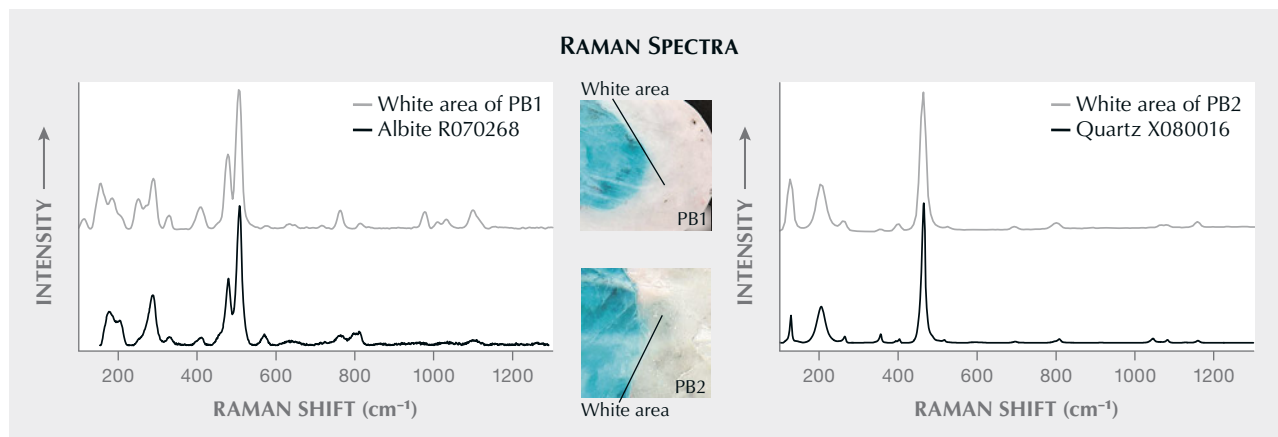 RAMAN SPECTRA
INTENSITY
White area of PB1
Albite R070268
200 400 600 800 1000 1200
RAMAN SHIFT (cm⁻¹)
White area
PB1
PB2
White area
INTENSITY
White area of PB2
Quartz X080016
200 400 600 800 1000 1200
RAMAN SHIFT (cm⁻¹)